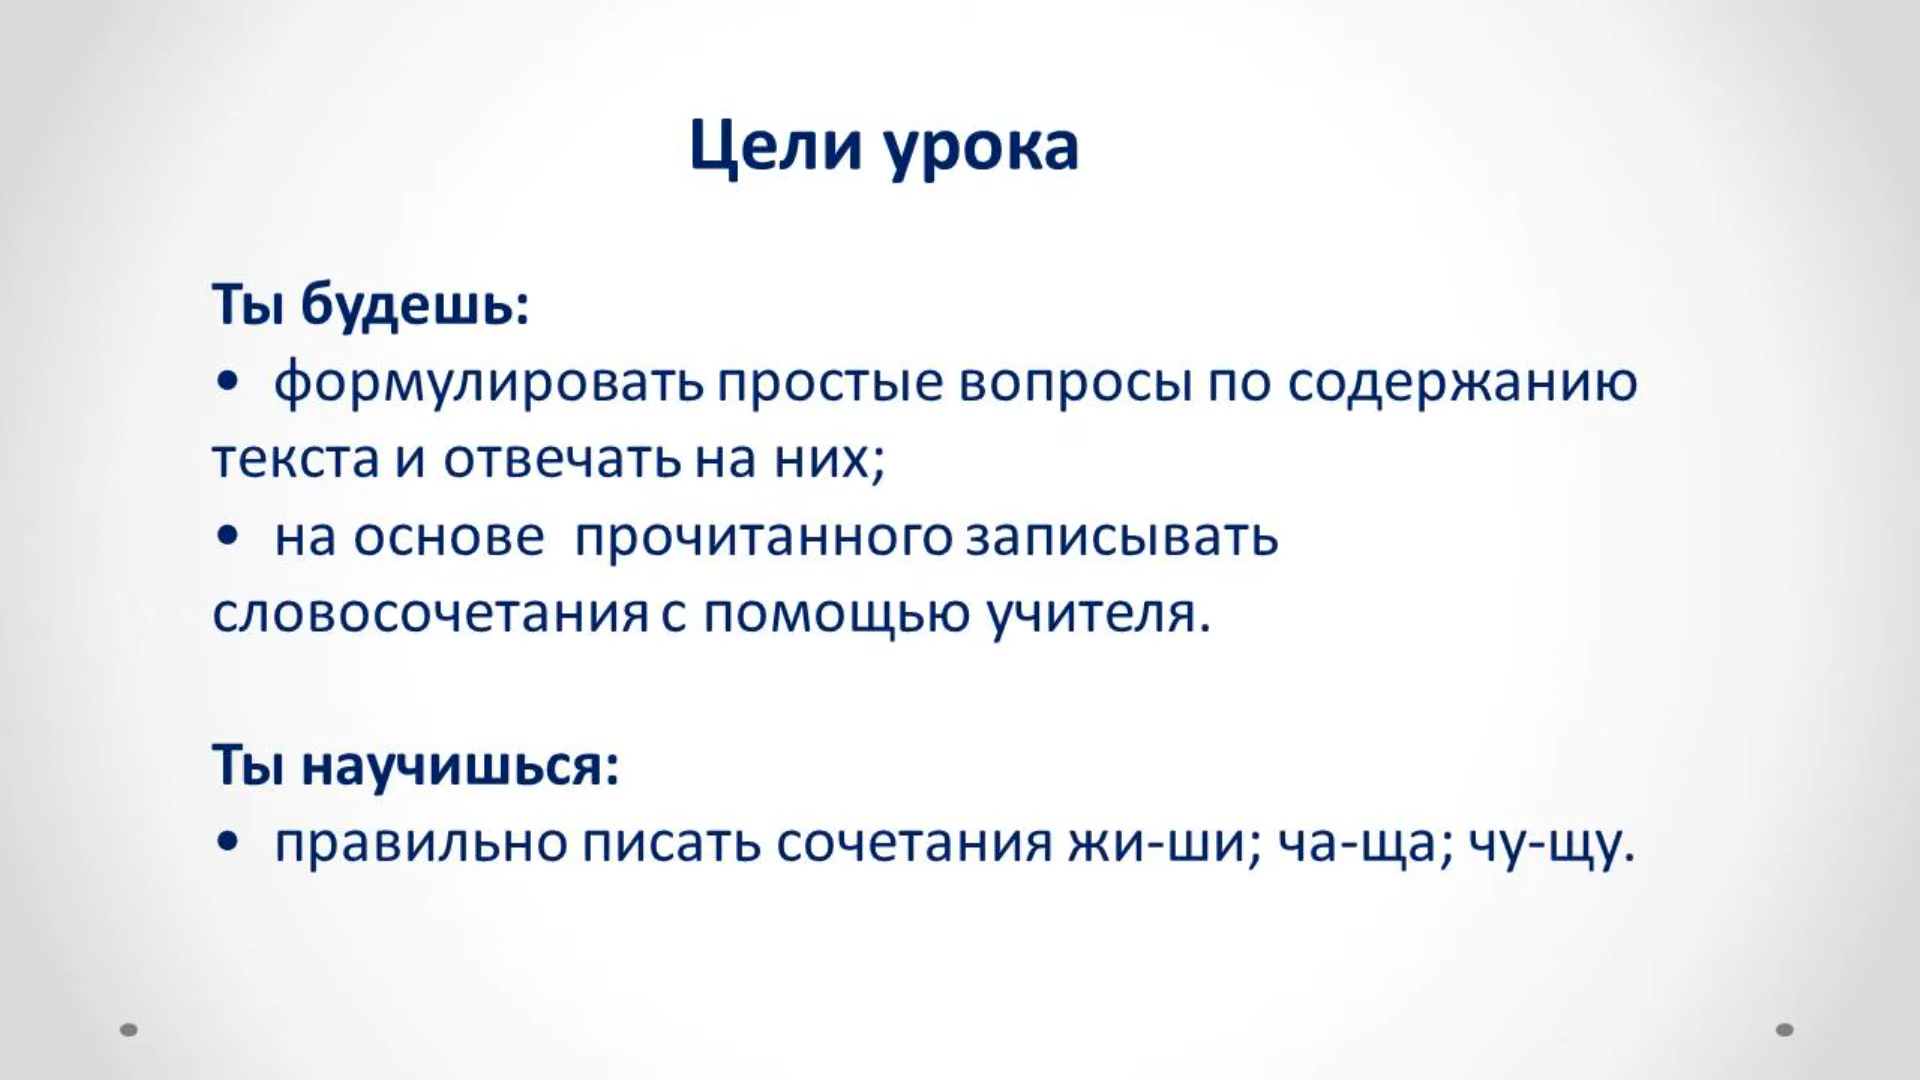 Цели урока
Ты будешь:
• формулировать простые вопросы по содержанию
текста и отвечать на них;
• на основе прочитанного записывать
словосочетания с помощью учителя.
Ты научишься:
• правильно писать сочетания жи-ши; ча-ща; чу-щу.